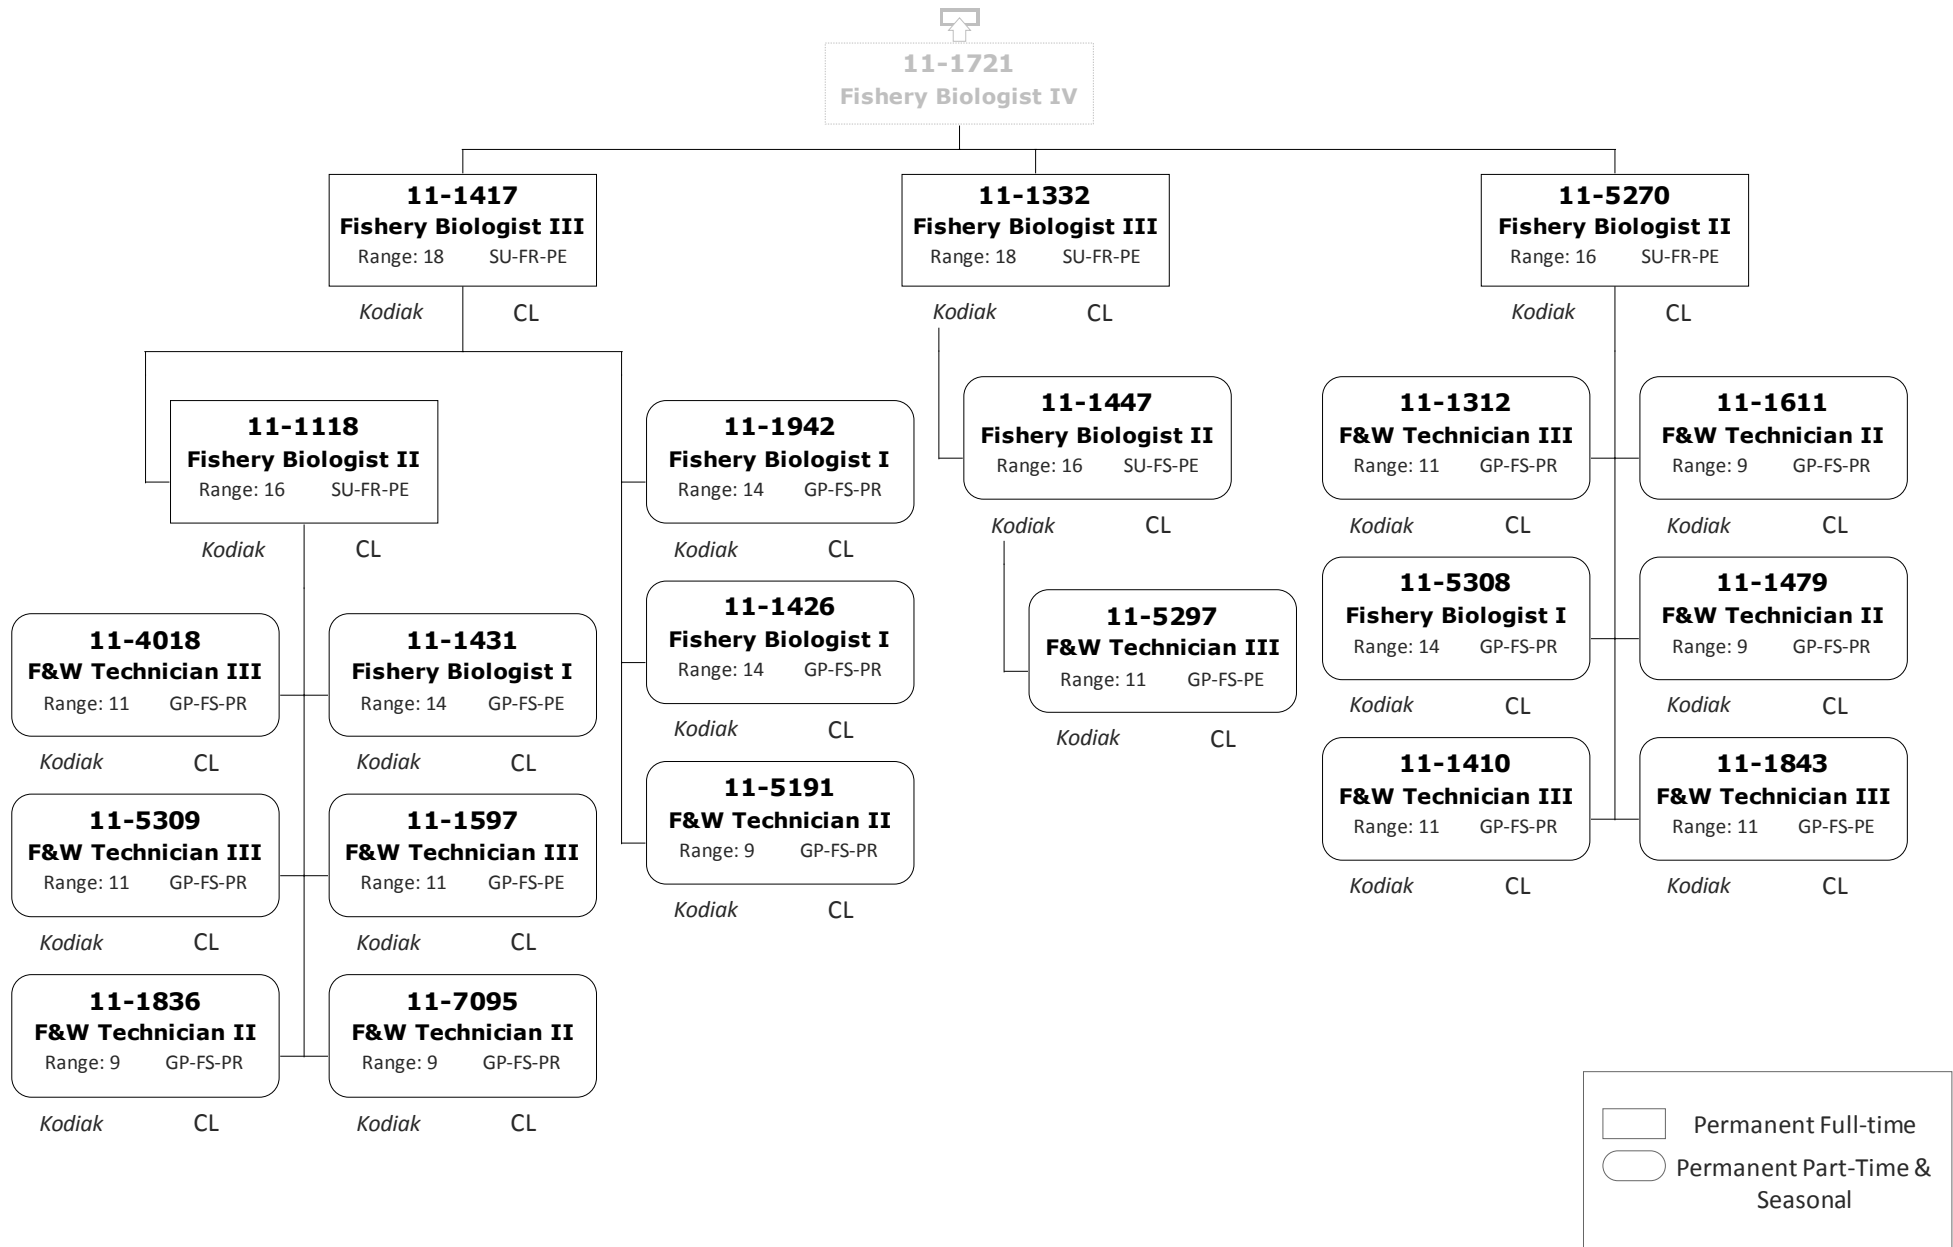 11-1721
Fishery Biologist IV
11-1417
Fishery Biologist III
Range: 18 SU-FR-PE
Kodiak CL
11-1332
Fishery Biologist III
Range: 18 SU-FR-PE
Kodiak CL
11-5270
Fishery Biologist II
Range: 16 SU-FR-PE
Kodiak CL
11-1118
Fishery Biologist II
Range: 16 SU-FR-PE
Kodiak CL
11-4018
F&W Technician III
Range: 11 GP-FS-PR
Kodiak CL
11-1431
Fishery Biologist I
Range: 14 GP-FS-PE
Kodiak CL
11-5309
F&W Technician III
Range: 11 GP-FS-PR
Kodiak CL
11-1597
F&W Technician III
Range: 11 GP-FS-PE
Kodiak CL
11-1836
F&W Technician II
Range: 9 GP-FS-PR
Kodiak CL
11-7095
F&W Technician II
Range: 9 GP-FS-PR
Kodiak CL
11-1942
Fishery Biologist I
Range: 14 GP-FS-PR
Kodiak CL
11-1426
Fishery Biologist I
Range: 14 GP-FS-PR
Kodiak CL
11-5191
F&W Technician II
Range: 9 GP-FS-PR
Kodiak CL
11-1447
Fishery Biologist II
Range: 16 SU-FS-PE
Kodiak CL
11-5297
F&W Technician III
Range: 11 GP-FS-PE
Kodiak CL
11-1312
F&W Technician III
Range: 11 GP-FS-PR
Kodiak CL
11-1611
F&W Technician II
Range: 9 GP-FS-PR
Kodiak CL
11-5308
Fishery Biologist I
Range: 14 GP-FS-PR
Kodiak CL
11-1479
F&W Technician II
Range: 9 GP-FS-PR
Kodiak CL
11-1410
F&W Technician III
Range: 11 GP-FS-PR
Kodiak CL
11-1843
F&W Technician III
Range: 11 GP-FS-PE
Kodiak CL
Permanent Full-time
Permanent Part-Time &
Seasonal